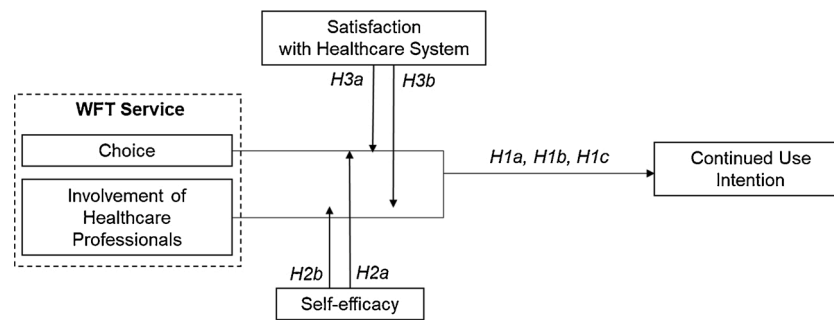 Satisfaction
with Healthcare System
H3a
H3b
WFT Service
Choice
Involvement of
Healthcare
Professionals
H1a, H1b, H1c
Continued Use
Intention
H2b
H2a
Self-efficacy